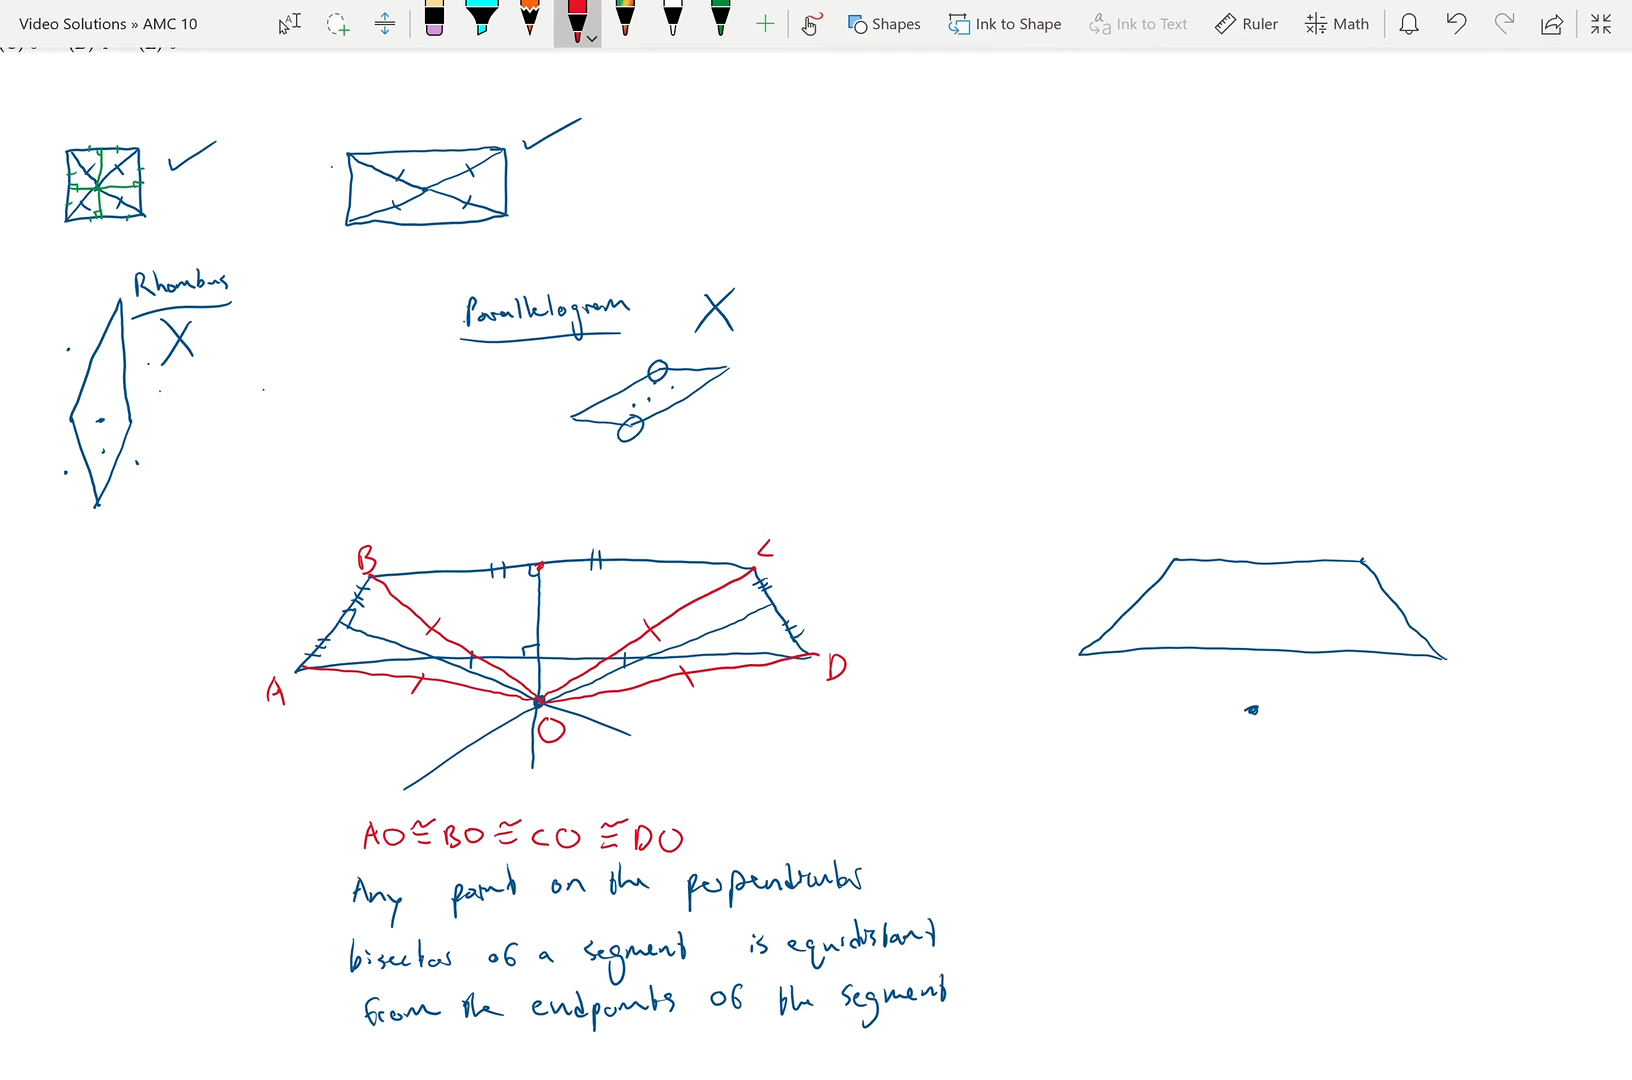 Video Solutions » AMC 10
Shapes
Ink to Shape
Ink to Text
Ruler
Math
Rhombus
X
Parallelogram
X
B
C
A
D
O
AO ≅ BO ≅ CO ≅ DO
Any point on the perpendicular
bisector of a segment is equidistant
from the endpoints of the segment